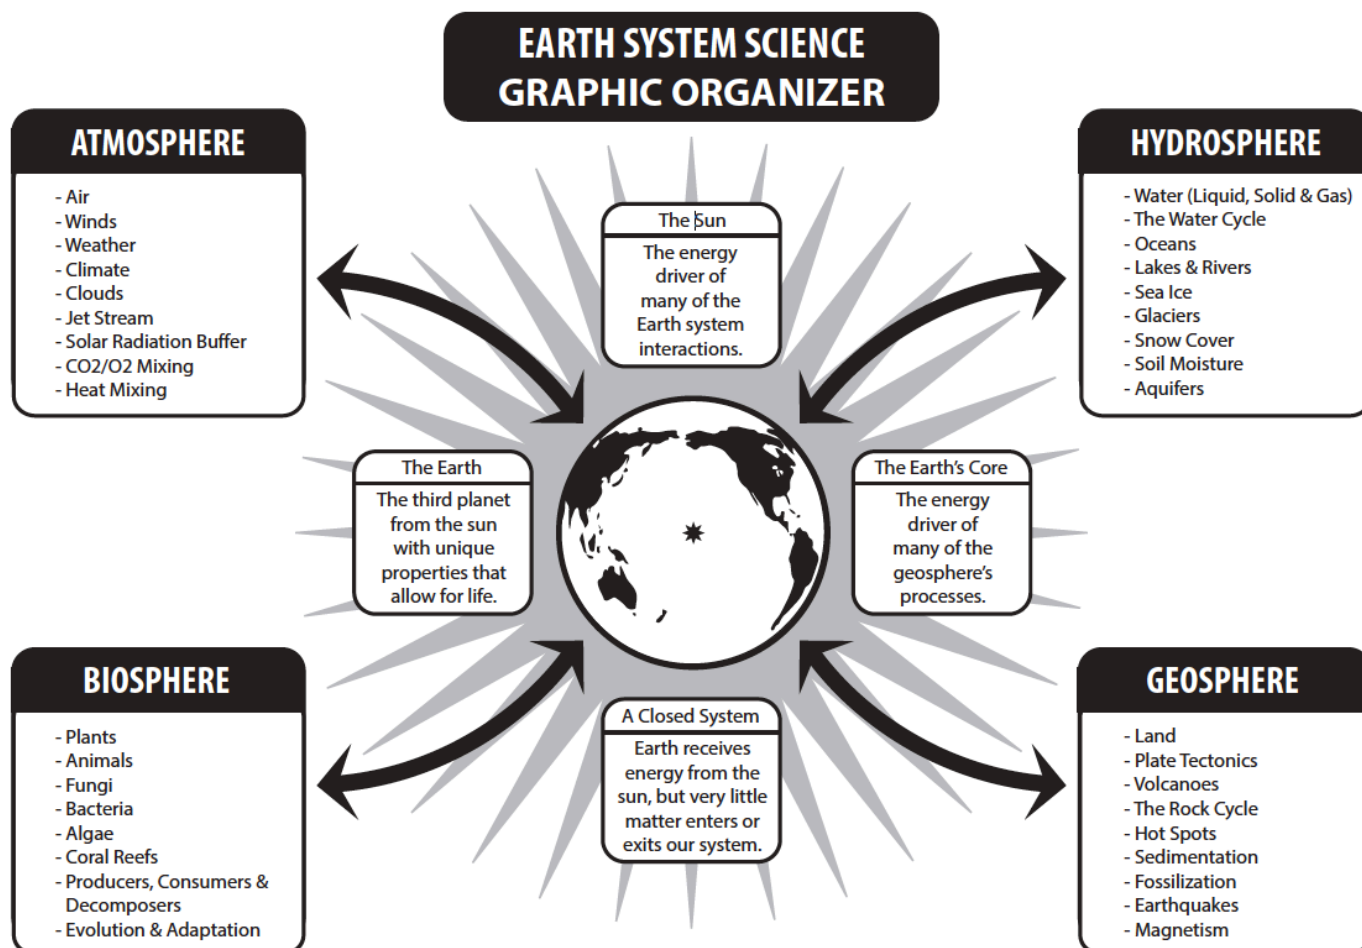 EARTH SYSTEM SCIENCE
GRAPHIC ORGANIZER
ATMOSPHERE
- Air
- Winds
- Weather
- Climate
- Clouds
- Jet Stream
- Solar Radiation Buffer
- CO2/O2 Mixing
- Heat Mixing
HYDROSPHERE
- Water (Liquid, Solid & Gas)
- The Water Cycle
- Oceans
- Lakes & Rivers
- Sea Ice
- Glaciers
- Snow Cover
- Soil Moisture
- Aquifers
The Sun
The energy
driver of
many of the
Earth system
interactions.
The Earth
The third planet
from the sun
with unique
properties that
allow for life.
The Earth's Core
The energy
driver of
many of the
geosphere's
processes.
A Closed System
Earth receives
energy from the
sun, but very little
matter enters or
exits our system.
BIOSPHERE
- Plants
- Animals
- Fungi
- Bacteria
- Algae
- Coral Reefs
- Producers, Consumers &
Decomposers
- Evolution & Adaptation
GEOSPHERE
- Land
- Plate Tectonics
- Volcanoes
- The Rock Cycle
- Hot Spots
- Sedimentation
- Fossilization
- Earthquakes
- Magnetism